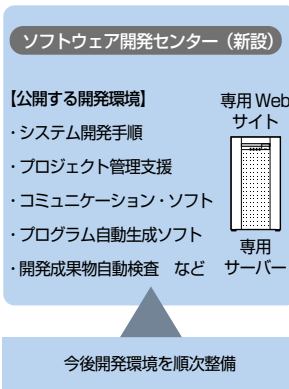 ソフトウェア開発センター（新設）
【公開する開発環境】
・システム開発手順
・プロジェクト管理支援
・コミュニケーション・ソフト
・プログラム自動生成ソフト
・開発成果物自動検査　など
専用Web
サイト
専用
サーバー
今後開発環境を順次整備